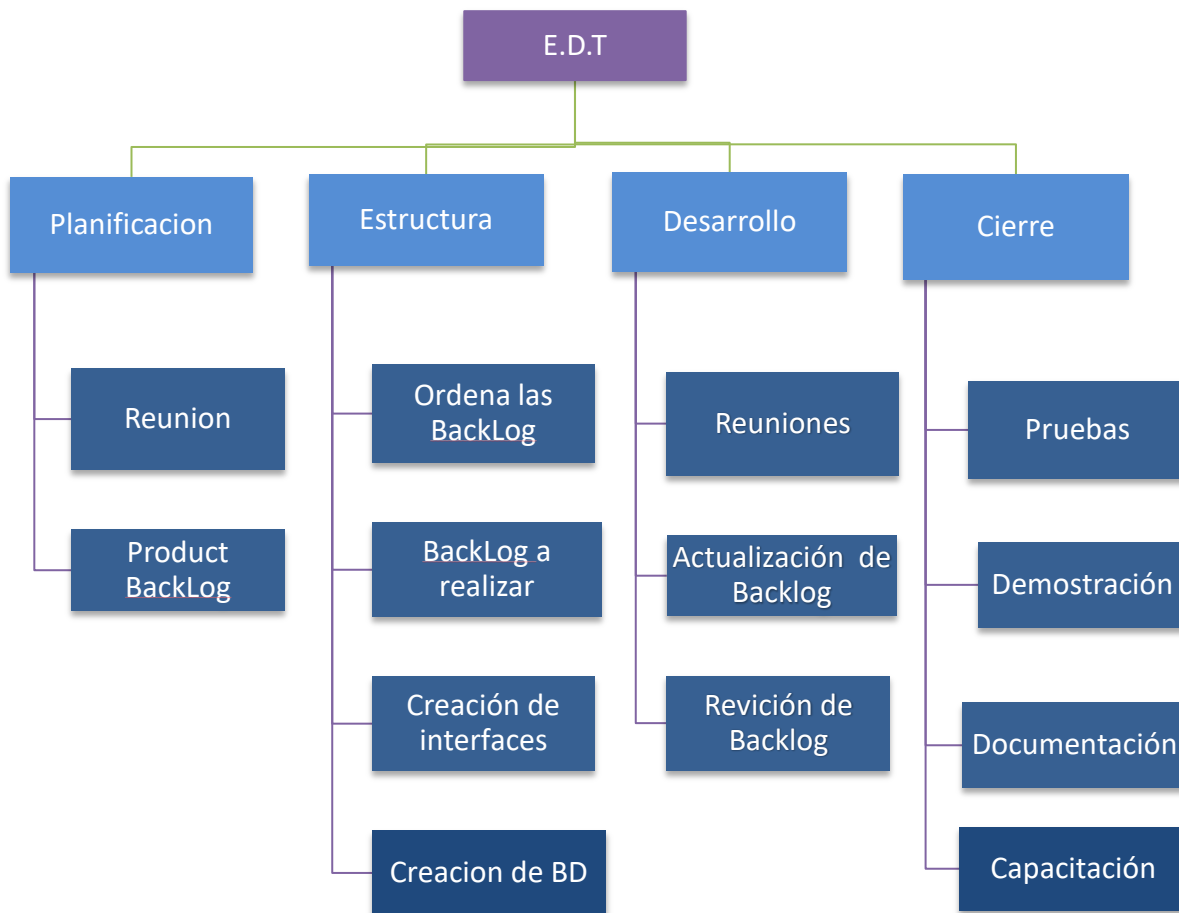 E.D.T
Planificacion
Estructura
Desarrollo
Cierre
Reunion
Product
BackLog
Ordena las
BackLog
BackLog a
realizar
Creación de
interfaces
Creacion de BD
Reuniones
Actualización de
Backlog
Revición de
Backlog
Pruebas
Demostración
Documentación
Capacitación